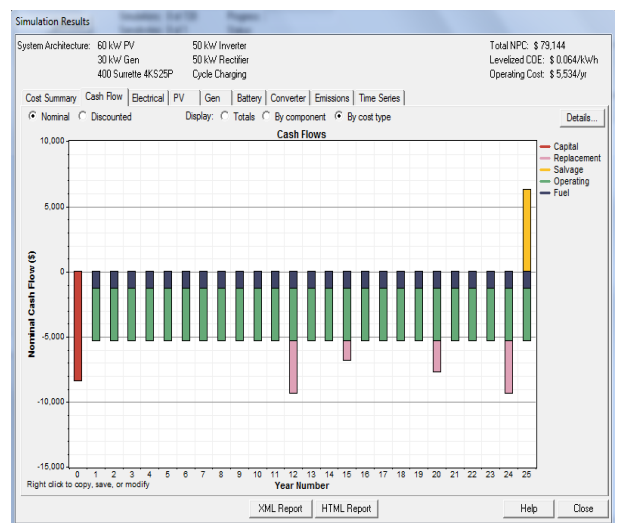 Simulation Results
System Architecture: 60 kW PV 50 kW Inverter Total NPC: $ 79,144
30 kW Gen 50 kW Rectifier Levelized COE: $ 0.064/kWh
400 Surrette 4KS25P Cycle Charging Operating Cost: $ 5,534/yr
Cost Summary Cash Flow Electrical PV Gen Battery Converter Emissions Time Series
Nominal Discounted Display: Totals By component By cost type Details...
Cash Flows
10,000
5,000
0
-5,000
-10,000
-15,000
Nominal Cash Flow ($)
Capital
Replacement
Salvage
Operating
Fuel
0 1 2 3 4 5 6 7 8 9 10 11 12 13 14 15 16 17 18 19 20 21 22 23 24 25
Right click to copy, save, or modify Year Number
XML Report HTML Report Help Close